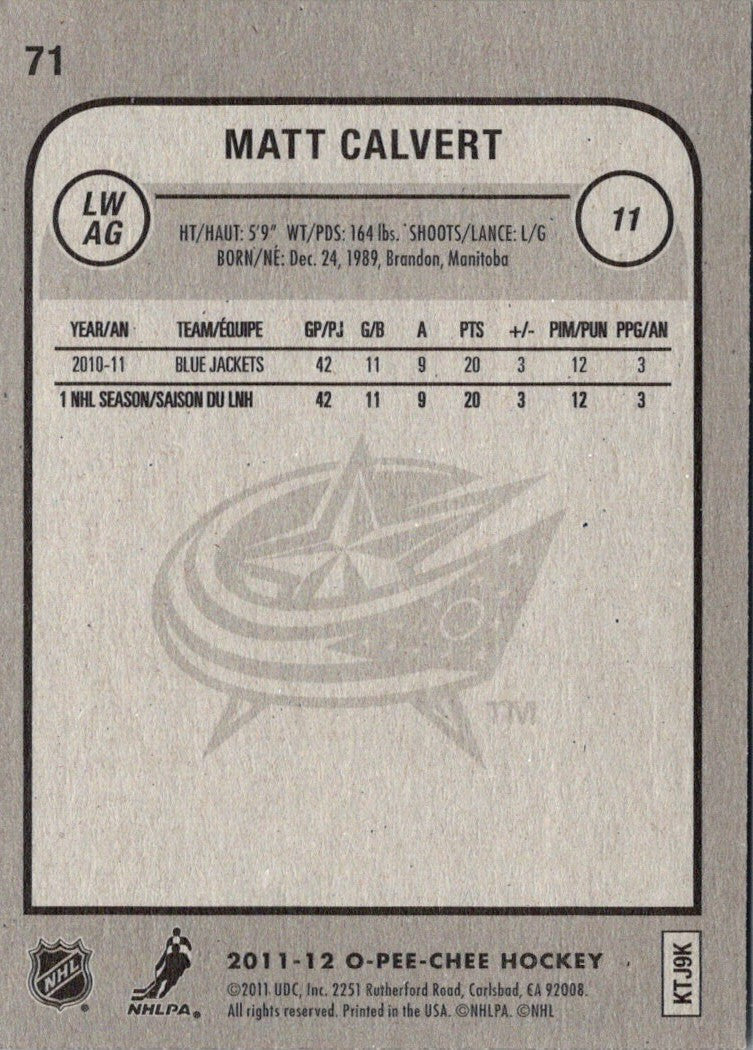 71
MATT CALVERT
LW
AG
11
HT/HAUT: 5'9" WT/PDS: 164 lbs. SHOOTS/LANCE: L/G
BORN/NÉ: Dec. 24, 1989, Brandon, Manitoba
YEAR/AN TEAM/ÉQUIPE GP/PJ G/B A PTS +/- PIM/PUN PPG/AN
2010-11 BLUE JACKETS 42 11 9 20 3 12 3
1 NHL SEASON/SAISON DU LNH 42 11 9 20 3 12 3
TM
NHL
®
NHLPA®
2011-12 O-PEE-CHEE HOCKEY
©2011 UDC, Inc. 2251 Rutherford Road, Carlsbad, CA 92008.
All rights reserved. Printed in the USA. ©NHLPA. ©NHL
KTJ9K